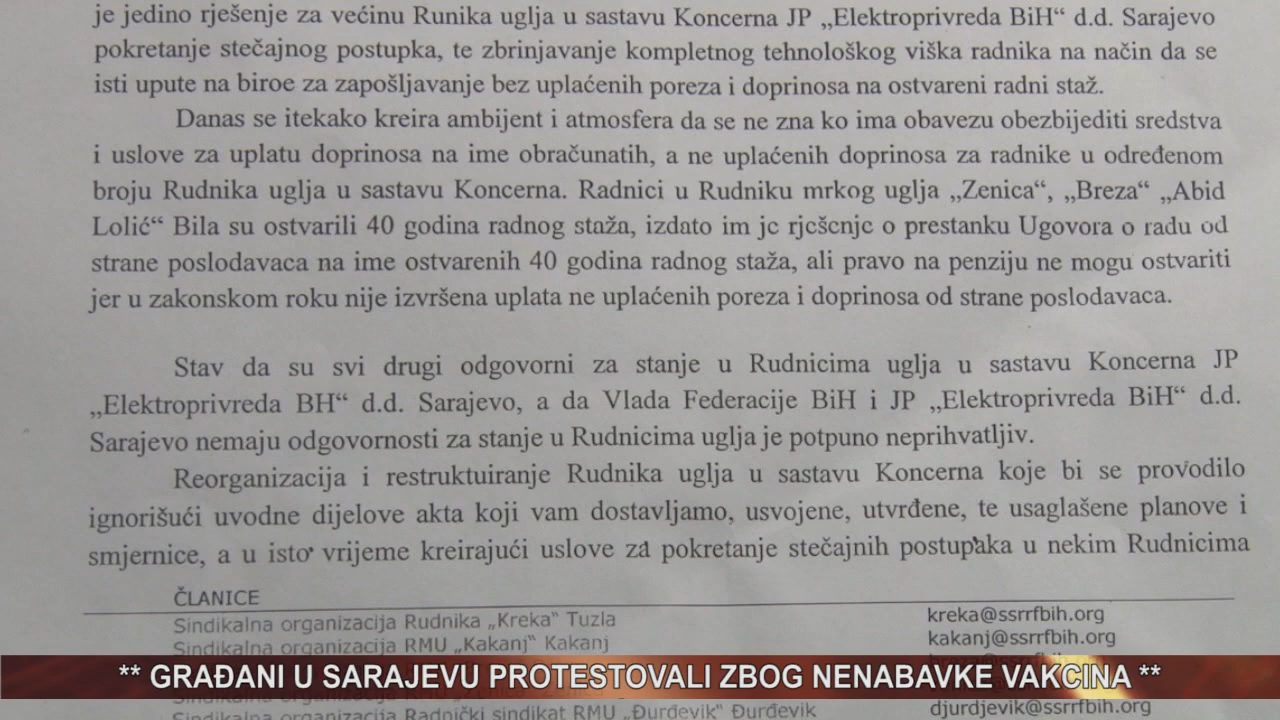 je jedino rješenje za većinu Runika uglja u sastavu Koncerna JP „Elektroprivreda BiH“ d.d. Sarajevo
pokretanje stečajnog postupka, te zbrinjavanje kompletnog tehnološkog viška radnika na način da se
isti upute na biroe za zapošljavanje bez uplaćenih poreza i doprinosa na ostvareni radni staž.
Danas se itekako kreira ambijent i atmosfera da se ne zna ko ima obavezu obezbijediti sredstva
i uslove za uplatu doprinosa na ime obračunatih, a ne uplaćenih doprinosa za radnike u određenom
broju Rudnika uglja u sastavu Koncerna. Radnici u Rudniku mrkog uglja „Zenica“, „Breza“ „Abid
Lolić“ Bila su ostvarili 40 godina radnog staža, izdato im je rješenje o prestanku Ugovora o radu od
strane poslodavaca na ime ostvarenih 40 godina radnog staža, ali pravo na penziju ne mogu ostvariti
jer u zakonskom roku nije izvršena uplata ne uplaćenih poreza i doprinosa od strane poslodavaca.
Stav da su svi drugi odgovorni za stanje u Rudnicima uglja u sastavu Koncerna JP
„Elektroprivreda BH“ d.d. Sarajevo, a da Vlada Federacije BiH i JP „Elektroprivreda BiH“ d.d.
Sarajevo nemaju odgovornosti za stanje u Rudnicima uglja je potpuno neprihvatljiv.
Reorganizacija i restruktuiranje Rudnika uglja u sastavu Koncerna koje bi se provodilo
ignorišući uvodne dijelove akta koji vam dostavljamo, usvojene, utvrđene, te usaglašene planove i
smjernice, a u isto vrijeme kreirajući uslove za pokretanje stečajnih postupaka u nekim Rudnicima
ČLANICE
Sindikalna organizacija Rudnika „Kreka“ Tuzla kreka@ssrrfbih.org
Sindikalna organizacija RMU „Kakanj“ Kakanj kakanj@ssrrfbih.org
** GRAĐANI U SARAJEVU PROTESTOVALI ZBOG NENABAVKE VAKCINA **
Sindikalna organizacija Radnički sindikat RMU „Đurđevik“ Đurđevik djurdjevik@ssrrfbih.org